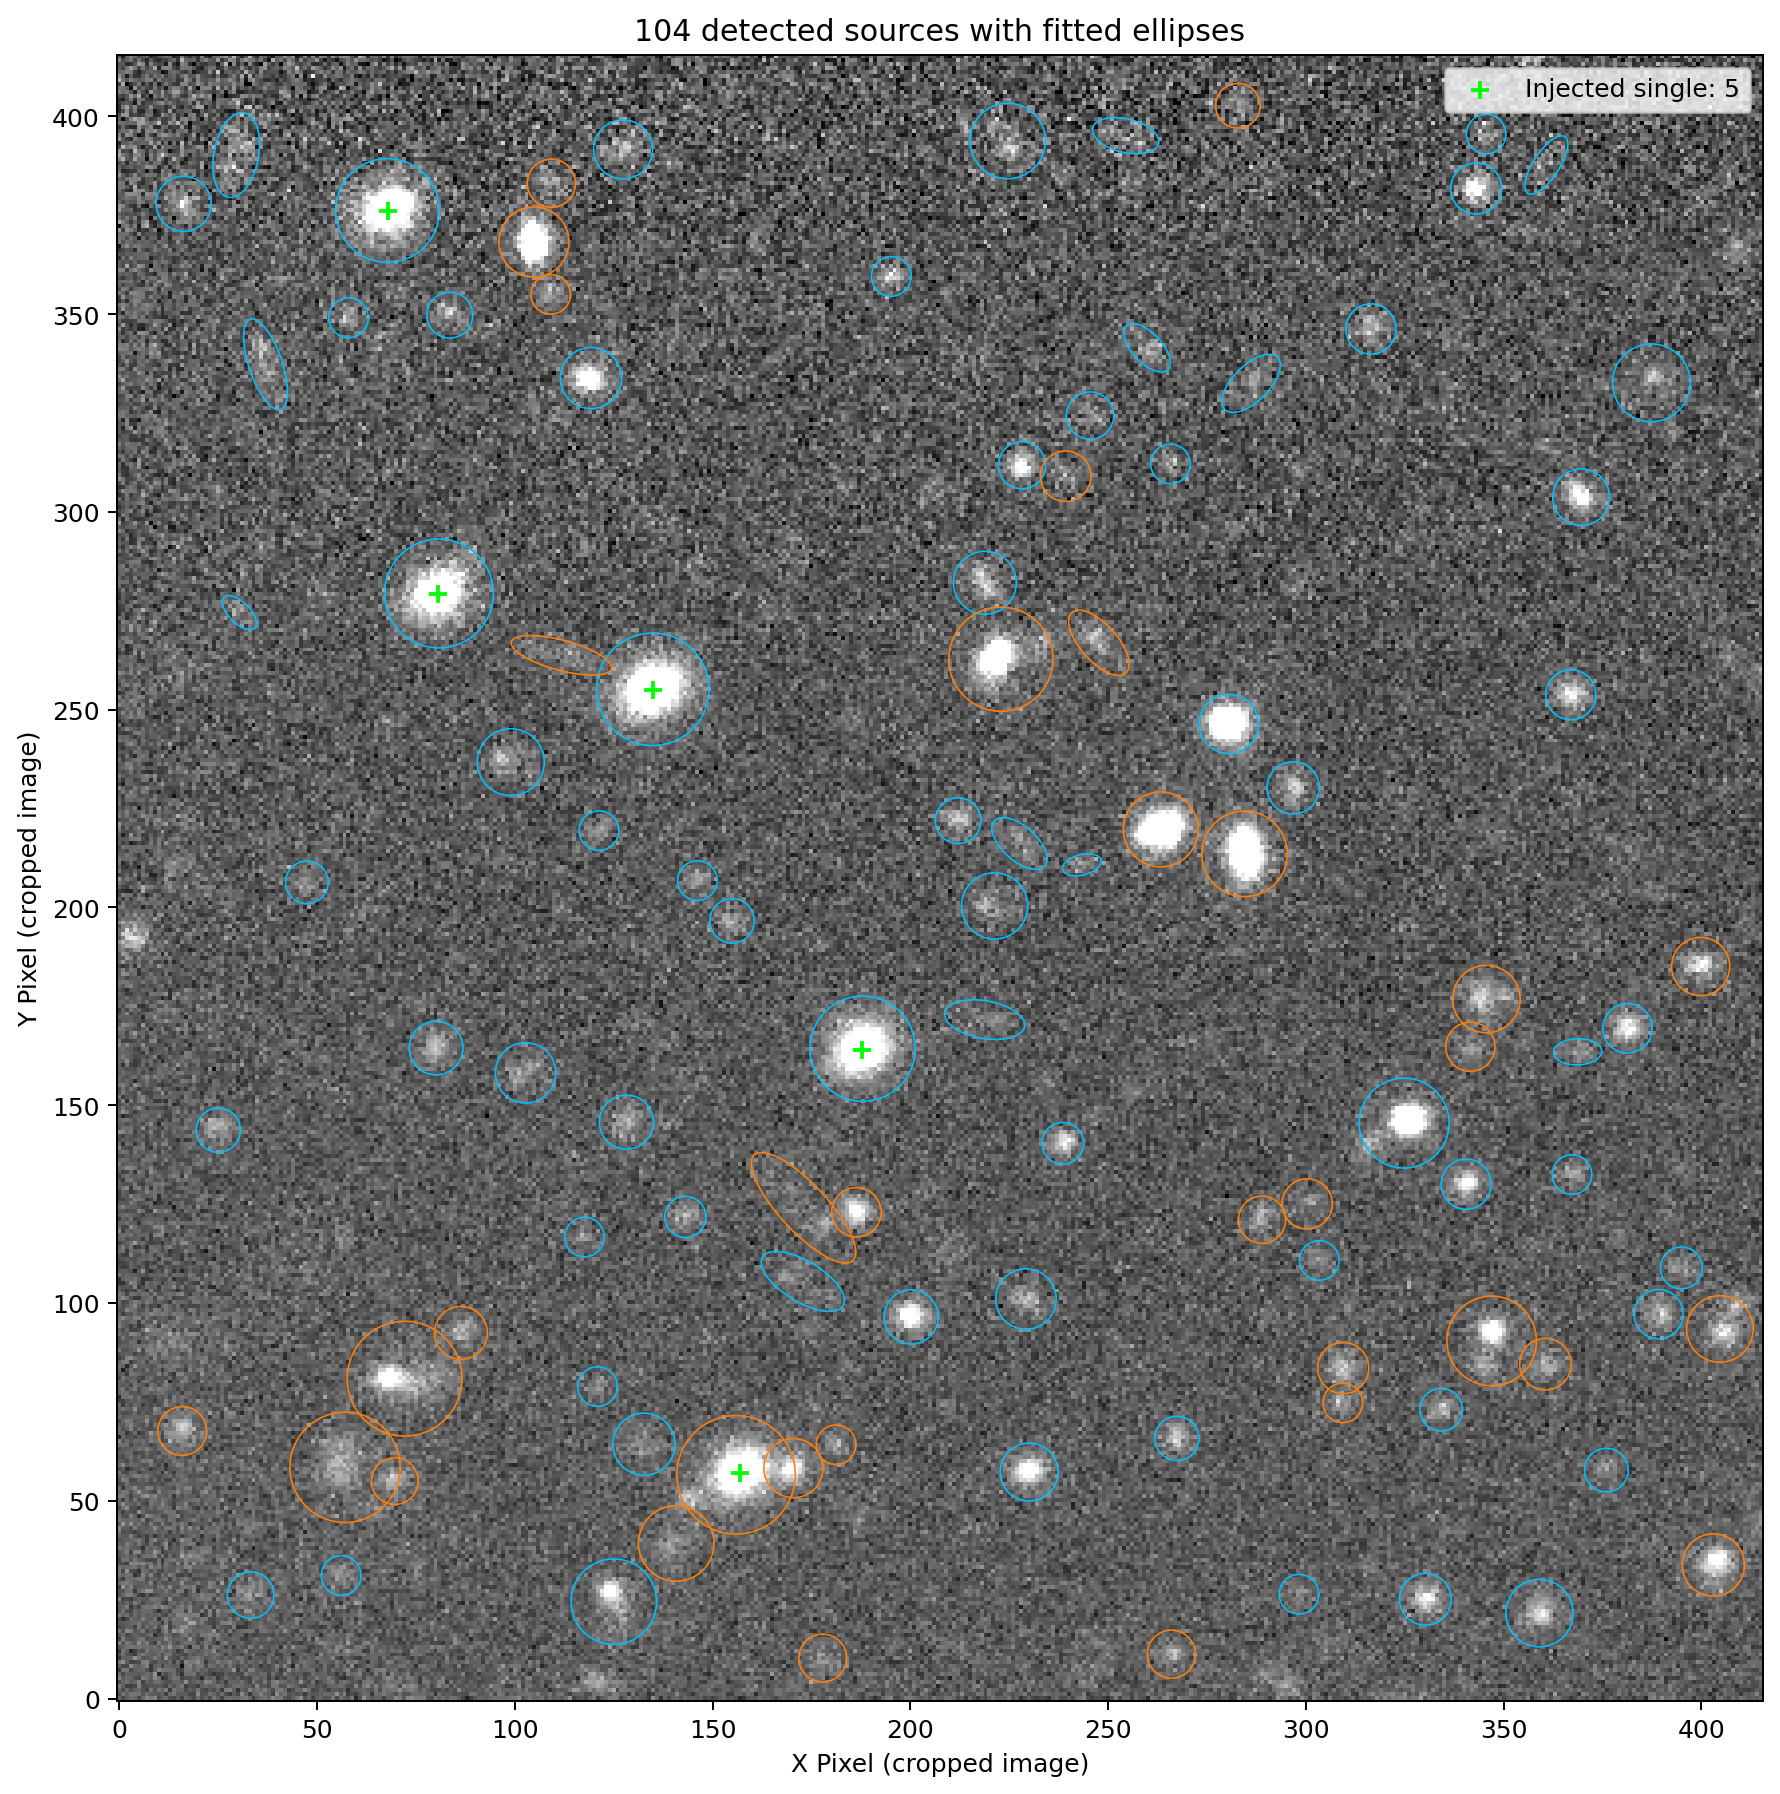 104 detected sources with fitted ellipses
Injected single: 5
400
350
300
250
200
150
100
50
0
Y Pixel (cropped image)
0 50 100 150 200 250 300 350 400
X Pixel (cropped image)